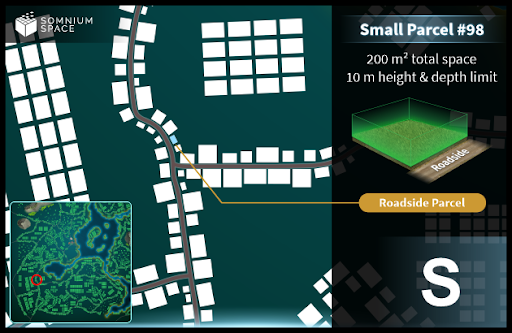 SOMNIUM
SPACE
Small Parcel #98
200 m² total space
10 m height & depth limit
Roadside
Roadside Parcel
S